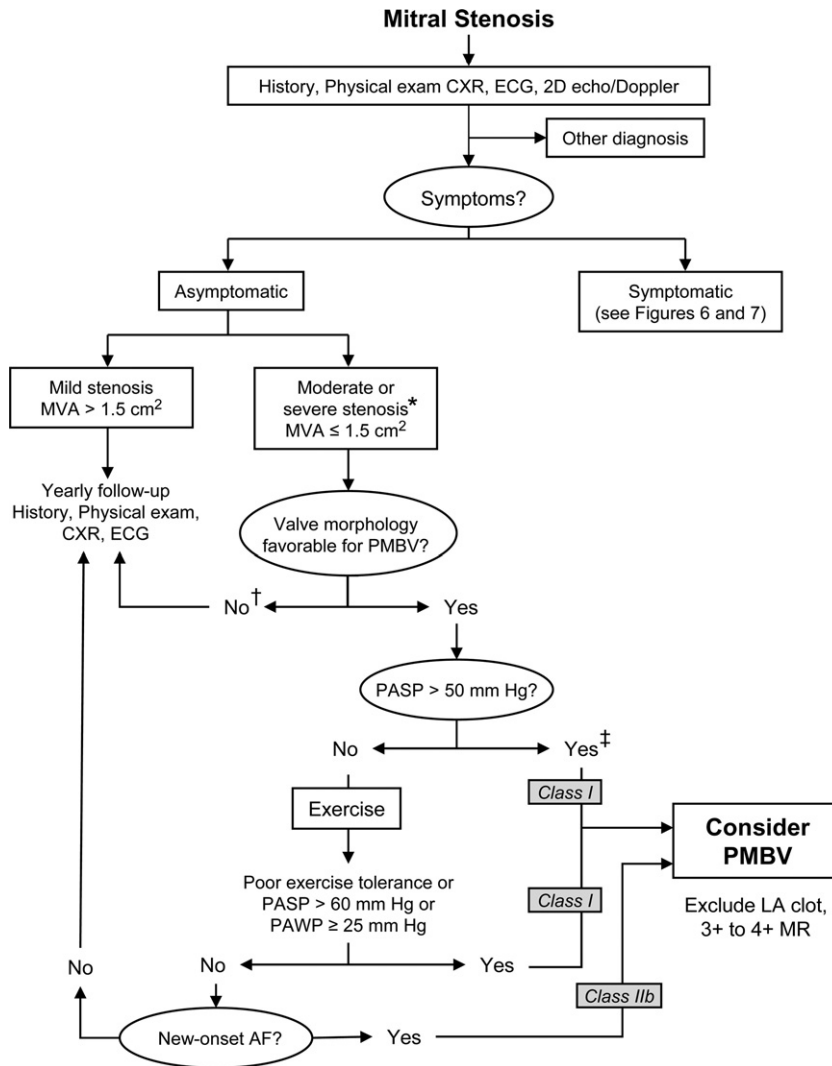 Mitral Stenosis
History, Physical exam CXR, ECG, 2D echo/Doppler
Other diagnosis
Symptoms?
Asymptomatic
Symptomatic
(see Figures 6 and 7)
Mild stenosis
MVA > 1.5 cm²
Moderate or
severe stenosis*
MVA ≤ 1.5 cm²
Yearly follow-up
History, Physical exam,
CXR, ECG
Valve morphology
favorable for PMBV?
No†
Yes
PASP > 50 mm Hg?
No
Yes‡
Class I
Exercise
Consider
PMBV
Poor exercise tolerance or
PASP > 60 mm Hg or
PAWP ≥ 25 mm Hg
Class I
Exclude LA clot,
3+ to 4+ MR
No
No
Yes
Class IIb
New-onset AF?
Yes